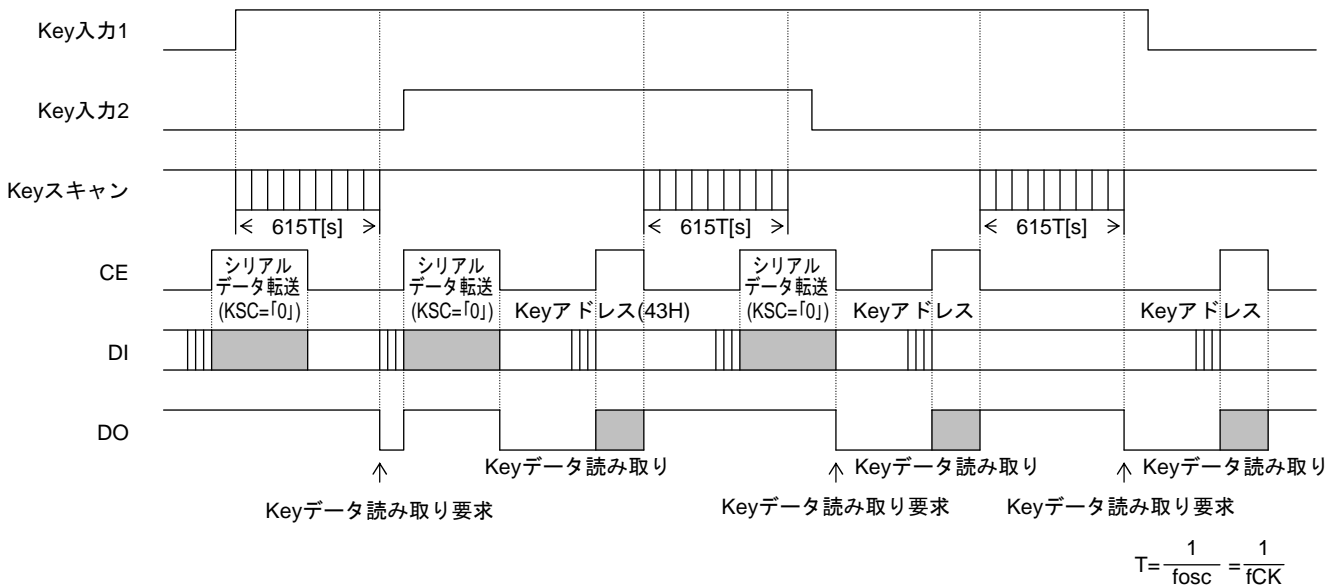 Key入力1
Key入力2
Keyスキャン
615T[s]
615T[s]
615T[s]
CE
シリアル
データ転送
(KSC=「0」)
シリアル
データ転送
(KSC=「0」)
シリアル
データ転送
(KSC=「0」)
Keyアドレス(43H)
Keyアドレス
Keyアドレス
DI
DO
Keyデータ読み取り
Keyデータ読み取り
Keyデータ読み取り
Keyデータ読み取り要求
Keyデータ読み取り要求
Keyデータ読み取り要求
T=1/fosc=1/fCK